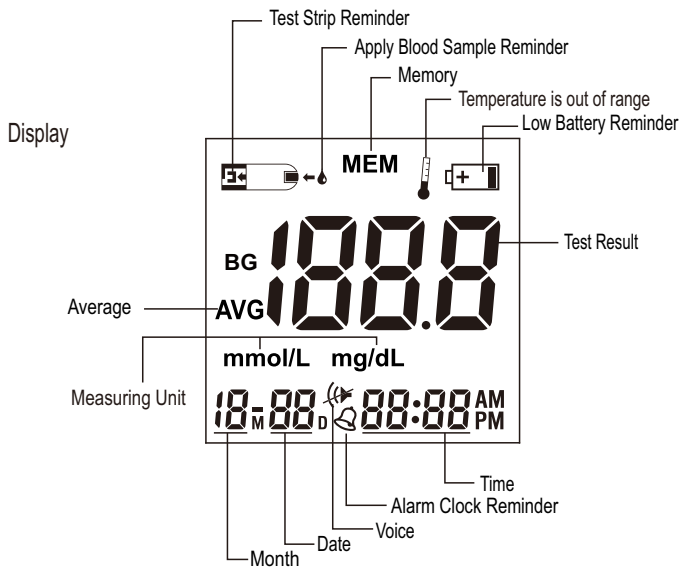 Test Strip Reminder
Apply Blood Sample Reminder
Memory
Temperature is out of range
Low Battery Reminder
Display
MEM
188.8
Test Result
BG
Average
AVG
mmol/L mg/dL
Measuring Unit
18-M 88 D 88:88 AM
PM
Time
Alarm Clock Reminder
Voice
Date
Month